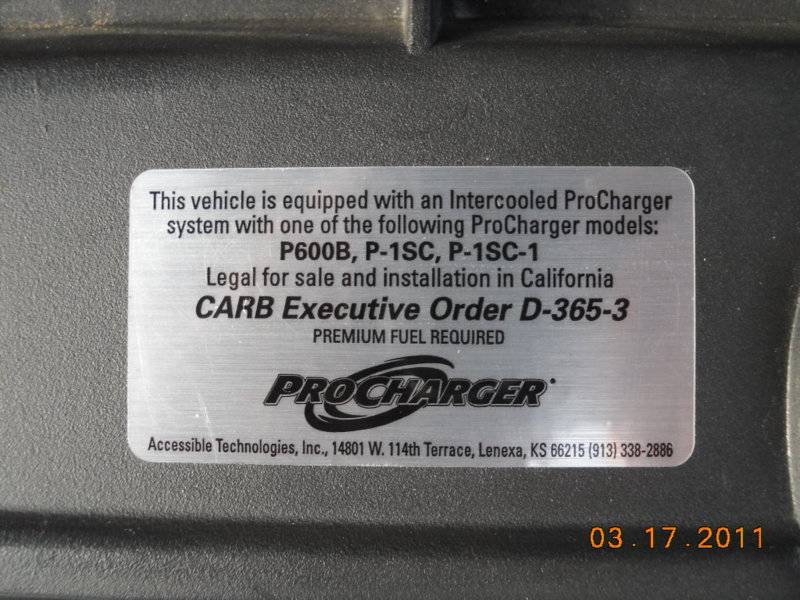 This vehicle is equipped with an Intercooled ProCharger
system with one of the following ProCharger models:
P600B, P-1SC, P-1SC-1
Legal for sale and installation in California
CARB Executive Order D-365-3
PREMIUM FUEL REQUIRED
PROCHARGER
Accessible Technologies, Inc., 14801 W. 114th Terrace, Lenexa, KS 66215 (913) 338-2886
03.17.2011